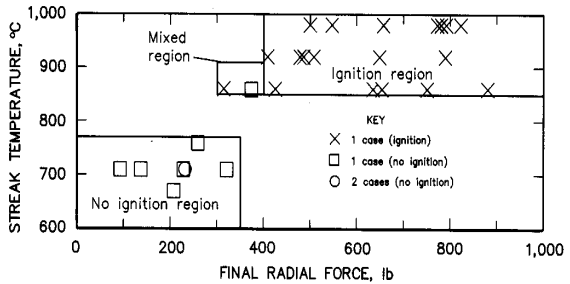 STREAK TEMPERATURE, °C
1,000
900
800
700
600
Mixed
region
Ignition region
KEY
1 case (ignition)
1 case (no ignition)
2 cases (no ignition)
No ignition region
0 200 400 600 800 1,000
FINAL RADIAL FORCE, lb